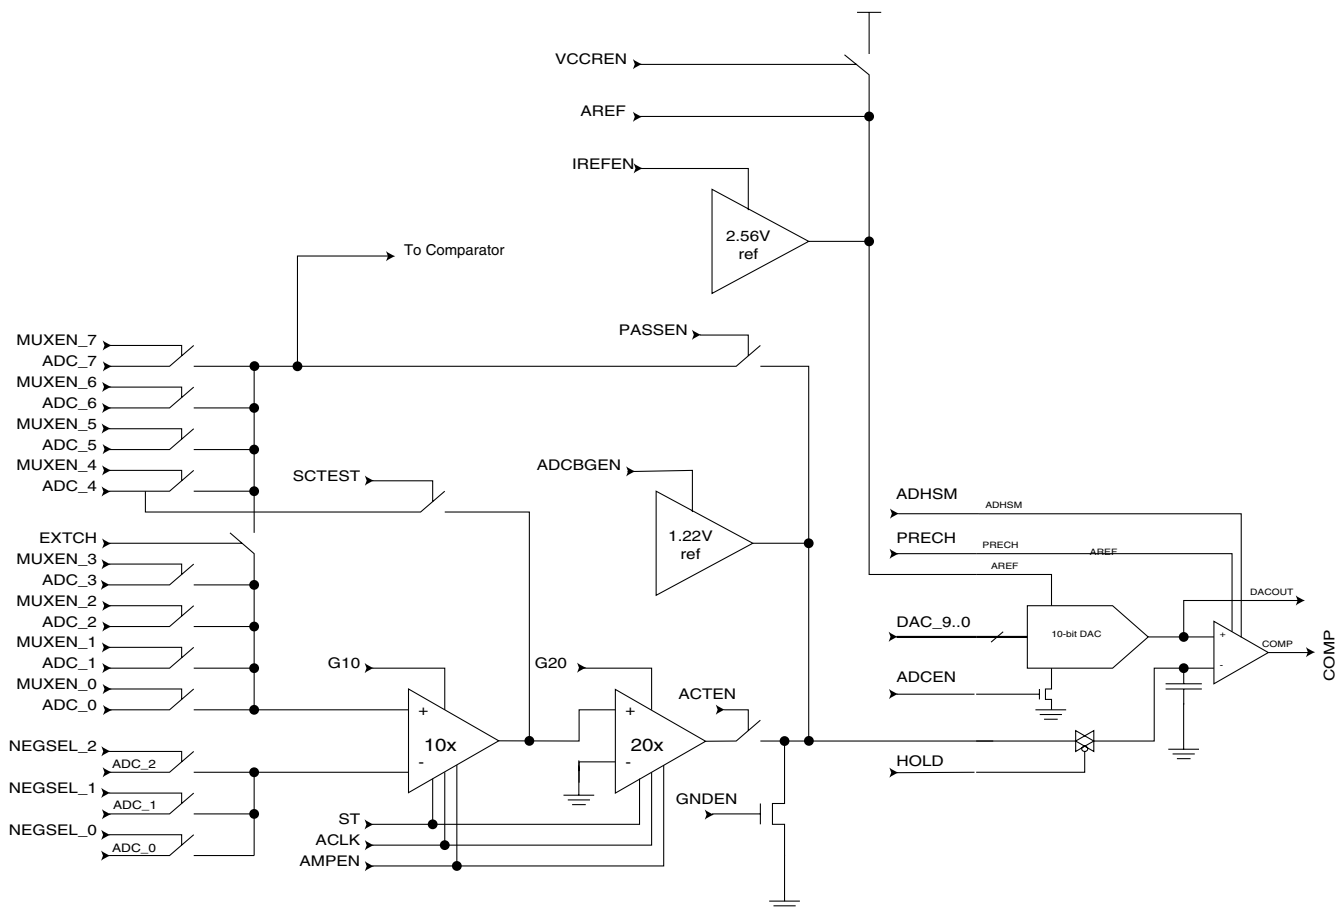 VCCREN
AREF
IREFEN
2.56V
ref
To Comparator
PASSEN
MUXEN_7
ADC_7
MUXEN_6
ADC_6
MUXEN_5
ADC_5
MUXEN_4
ADC_4
SCTEST
ADCBGEN
1.22V
ref
EXTCH
MUXEN_3
ADC_3
MUXEN_2
ADC_2
MUXEN_1
ADC_1
MUXEN_0
ADC_0
G10
+
10x
-
G20
+
20x
-
ACTEN
NEGSEL_2
ADC_2
NEGSEL_1
ADC_1
NEGSEL_0
ADC_0
ST
ACLK
AMPEN
GNDEN
ADHSM
ADHSM
PRECH
PRECH
AREF
AREF
DAC_9..0
10-bit DAC
DACOUT
+
-
COMP
COMP
ADCEN
HOLD